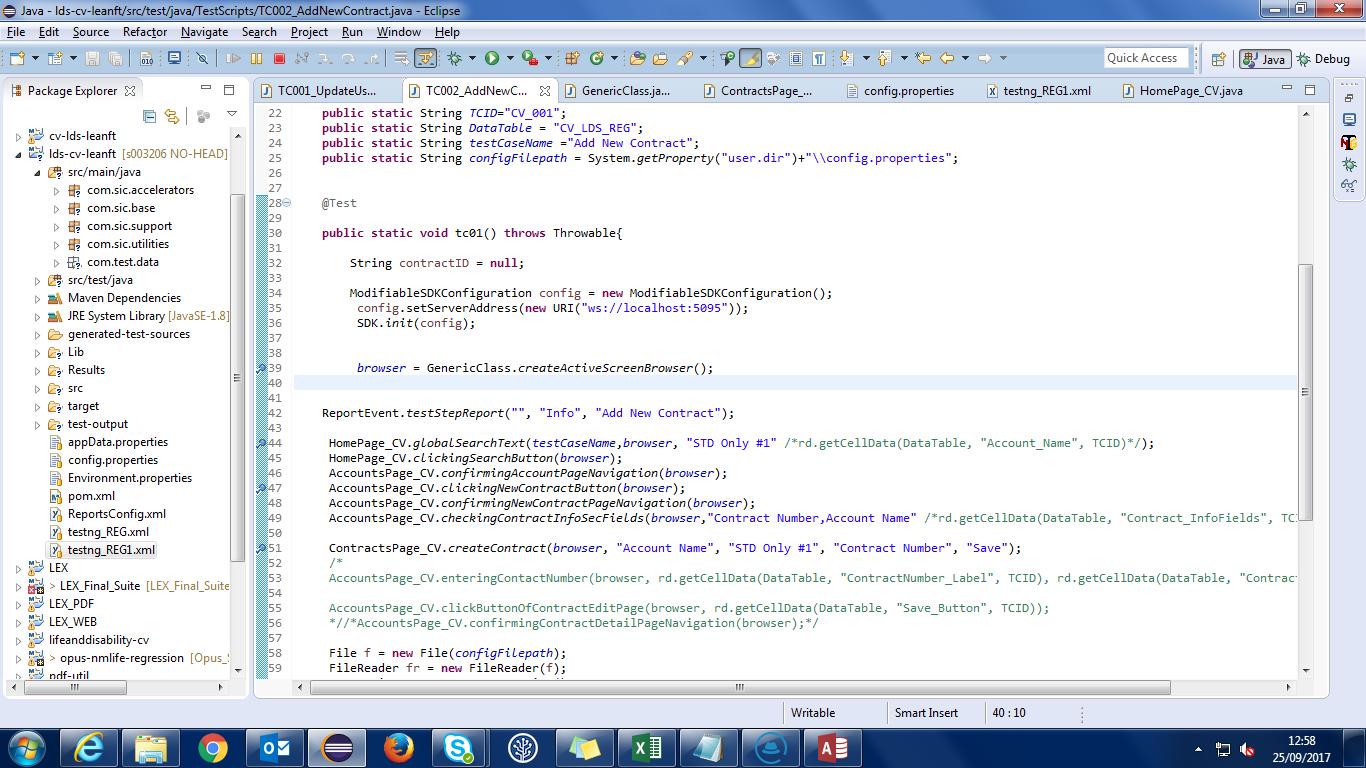 Java - lds-cv-leanft/src/test/java/TestScripts/TC002_AddNewContract.java - Eclipse
File Edit Source Refactor Navigate Search Project Run Window Help
Quick Access Java Debug
Package Explorer
cv-lds-leanft
lds-cv-leanft [s003206 NO-HEAD]
src/main/java
com.sic.accelerators
com.sic.base
com.sic.support
com.sic.utilities
com.test.data
src/test/java
Maven Dependencies
JRE System Library [JavaSE-1.8]
generated-test-sources
Lib
Results
src
target
test-output
appData.properties
config.properties
Environment.properties
pom.xml
ReportsConfig.xml
testng_REG.xml
testng_REG1.xml
LEX
> LEX_Final_Suite [LEX_Final_Suite
LEX_PDF
LEX_WEB
lifeanddisability-cv
> opus-nmlife-regression [Opus_S
pdf-util
TC001_UpdateUs... TC002_AddNewC... GenericClass.ja... ContractsPage_... config.properties testng_REG1.xml HomePage_CV.java
22 public static String TCID="CV_001";
23 public static String DataTable = "CV_LDS_REG";
24 public static String testCaseName ="Add New Contract";
25 public static String configFilepath = System.getProperty("user.dir")+"\\config.properties";
26
27
28 @Test
29
30 public static void tc01() throws Throwable{
31
32 String contractID = null;
33
34 ModifiableSDKConfiguration config = new ModifiableSDKConfiguration();
35 config.setServerAddress(new URI("ws://localhost:5095"));
36 SDK.init(config);
37
38
39 browser = GenericClass.createActiveScreenBrowser();
40
41
42 ReportEvent.testStepReport("", "Info", "Add New Contract");
43
44 HomePage_CV.globalSearchText(testCaseName,browser, "STD Only #1" /*rd.getCellData(DataTable, "Account_Name", TCID)*/);
45 HomePage_CV.clickingSearchButton(browser);
46 AccountsPage_CV.confirmingAccountPageNavigation(browser);
47 AccountsPage_CV.clickingNewContractButton(browser);
48 AccountsPage_CV.confirmingNewContractPageNavigation(browser);
49 AccountsPage_CV.checkingContractInfoSecFields(browser,"Contract Number,Account Name" /*rd.getCellData(DataTable, "Contract_InfoFields", TCI
50
51 ContractsPage_CV.createContract(browser, "Account Name", "STD Only #1", "Contract Number", "Save");
52 /*
53 AccountsPage_CV.enteringContactNumber(browser, rd.getCellData(DataTable, "ContractNumber_Label", TCID), rd.getCellData(DataTable, "Contrac
54
55 AccountsPage_CV.clickButtonOfContractEditPage(browser, rd.getCellData(DataTable, "Save_Button", TCID));
56 *//*AccountsPage_CV.confirmingContractDetailPageNavigation(browser);*/
57
58 File f = new File(configFilepath);
59 FileReader fr = new FileReader(f);
Writable Smart Insert 40 : 10
12:58
25/09/2017